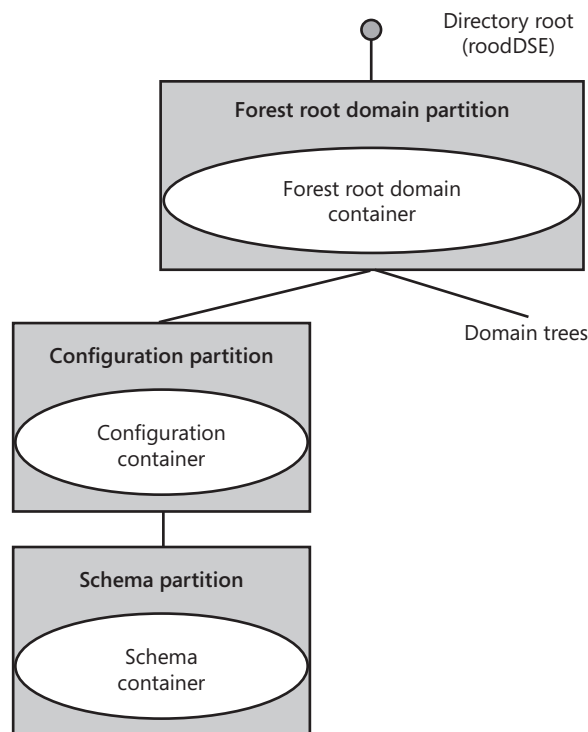 Directory root
(roodDSE)
Forest root domain partition
Forest root domain
container
Domain trees
Configuration partition
Configuration
container
Schema partition
Schema
container